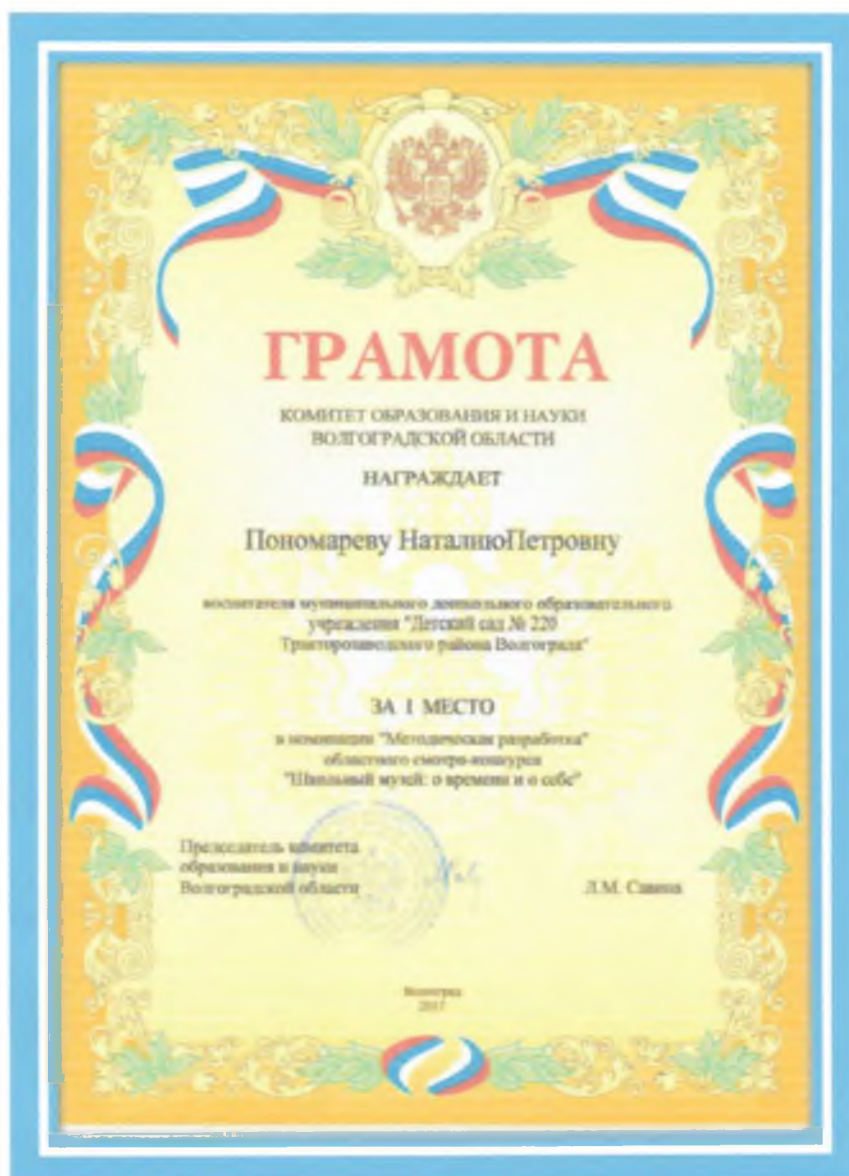 ГРАМОТА
КОМИТЕТ ОБРАЗОВАНИЯ И НАУКИ
ВОЛГОГРАДСКОЙ ОБЛАСТИ
НАГРАЖДАЕТ
Пономареву НаталиюПетровну
воспитателя муниципального дошкольного образовательного
учреждения "Детский сад № 220
Тракторозаводского района Волгограда"
ЗА I МЕСТО
в номинации "Методическая разработка"
областного смотра-конкурса
"Школьный музей: о времени и о себе"
Председатель комитета
образования и науки
Волгоградской области
Л.М. Савина
Волгоград
2017